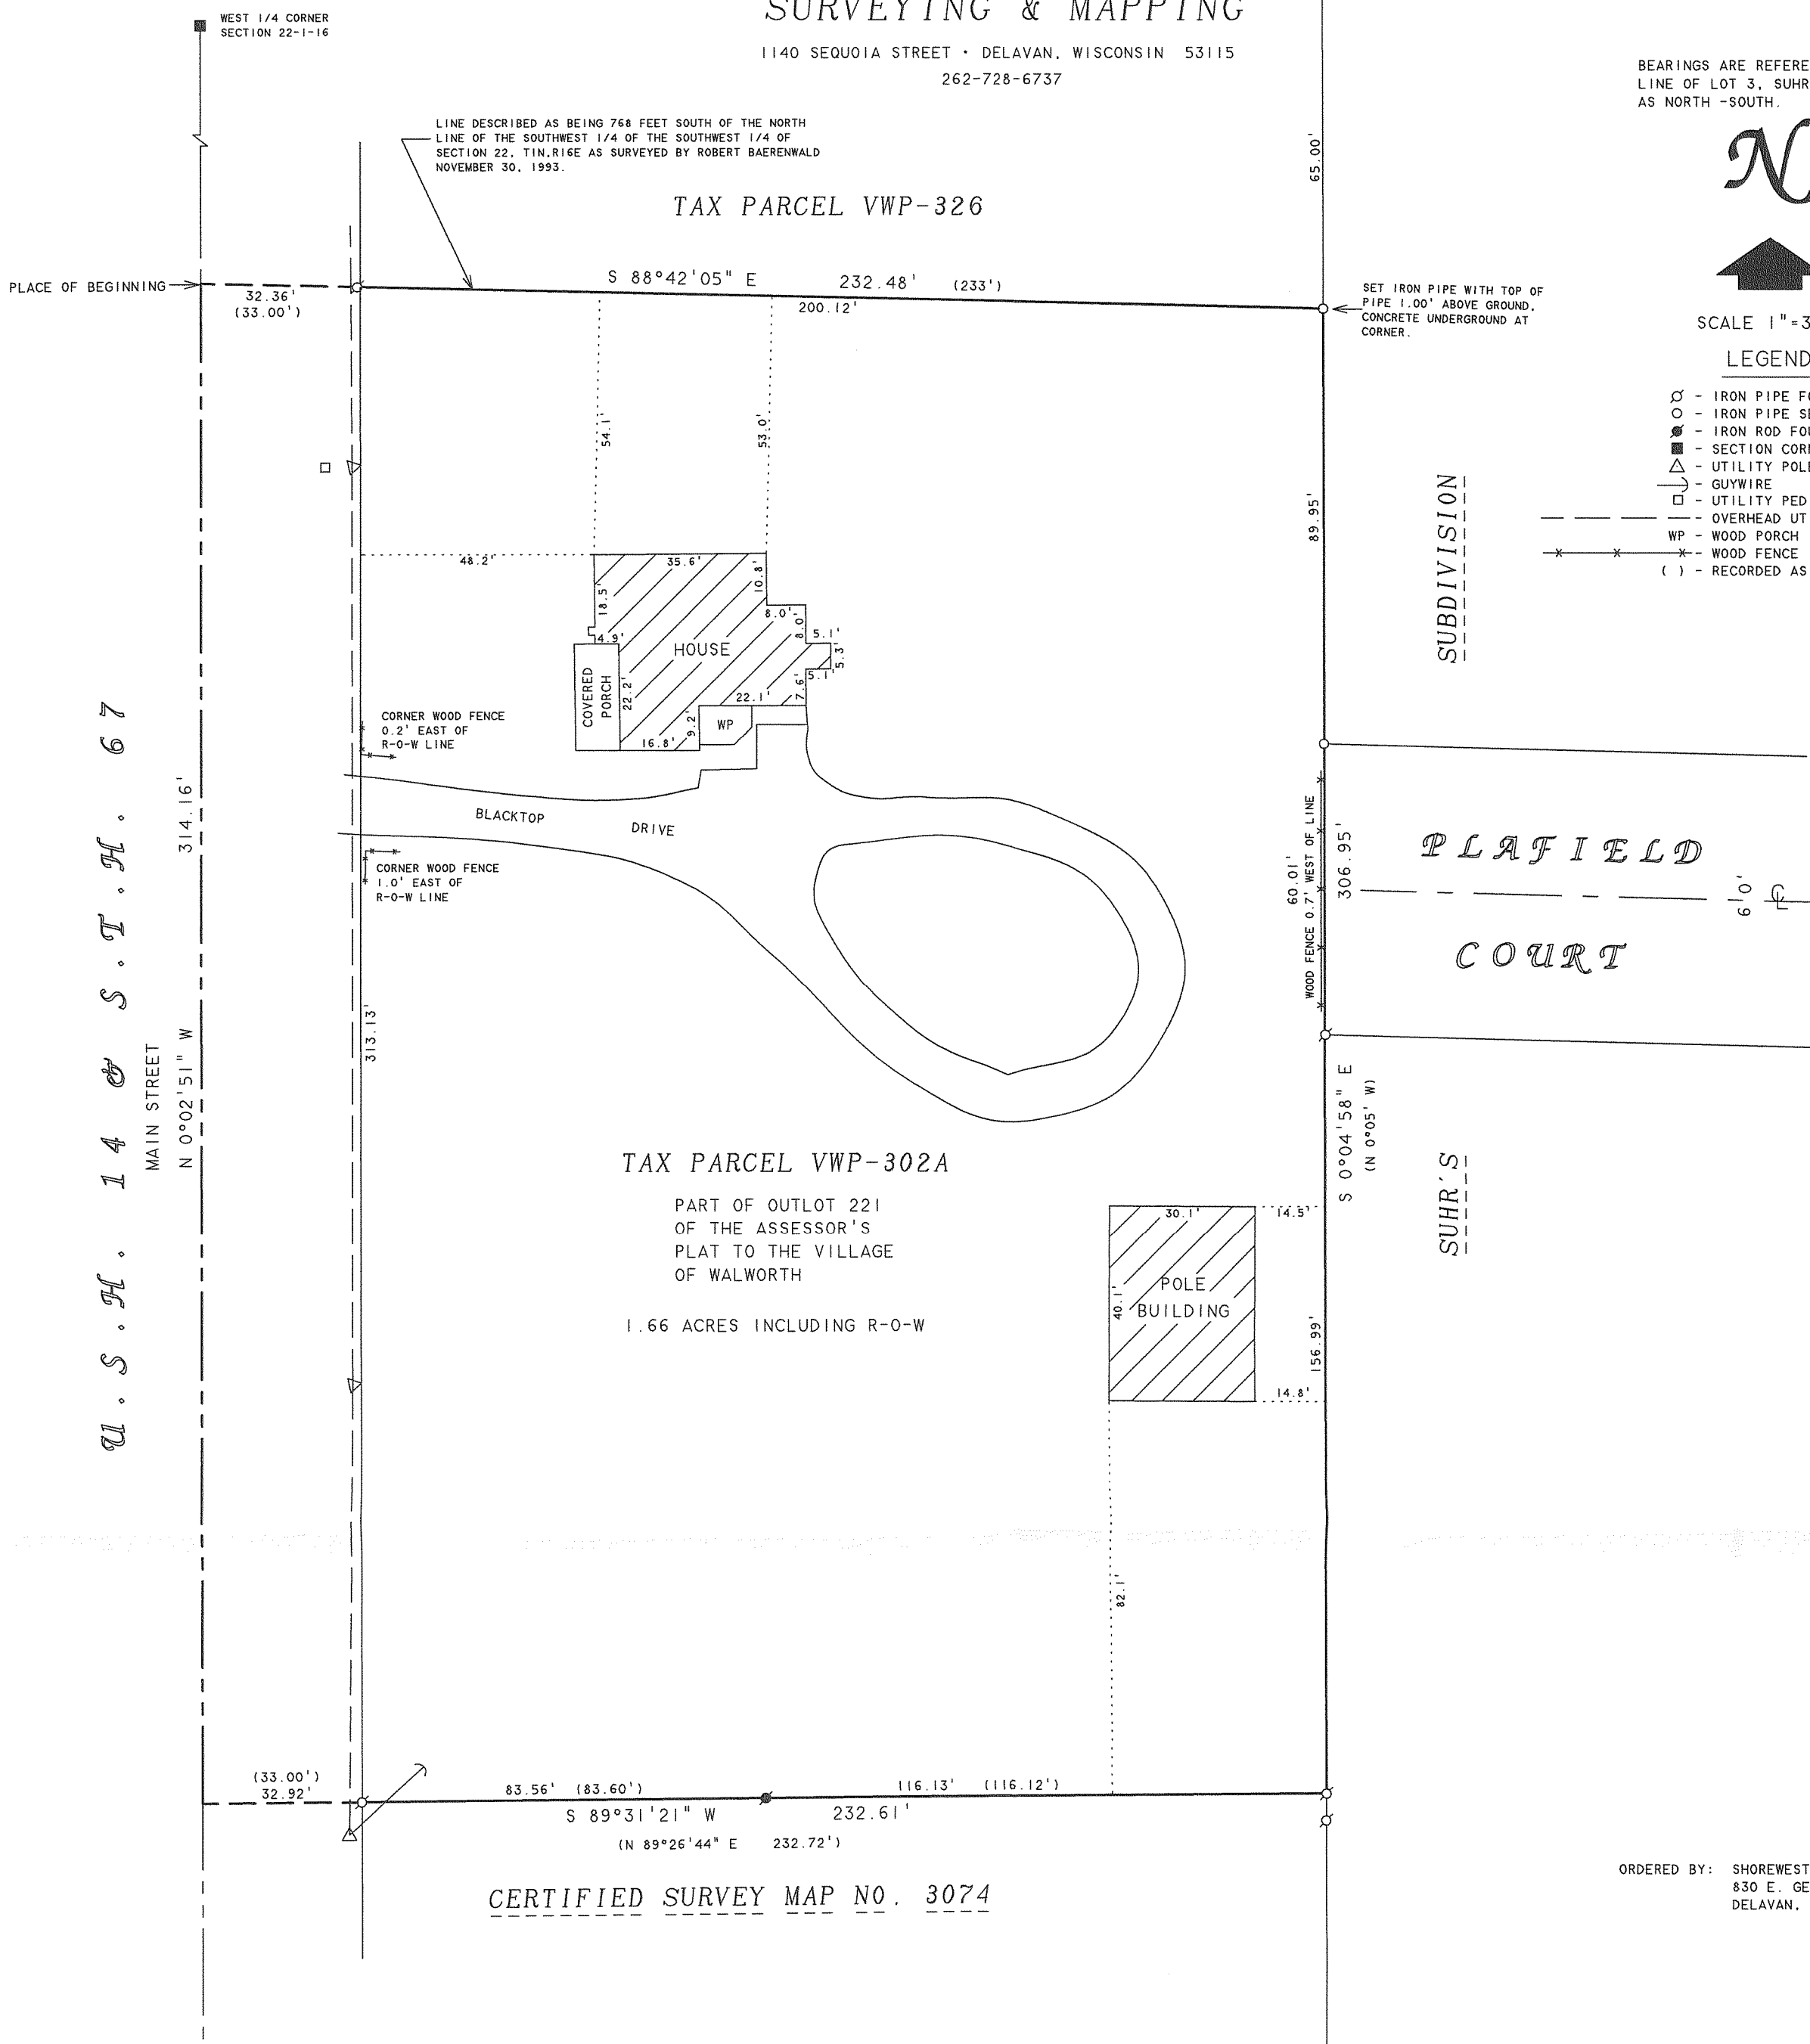 SURVEYING & MAPPING
1140 SEQUOIA STREET • DELAVAN, WISCONSIN 53115
262-728-6737
WEST 1/4 CORNER
SECTION 22-1-16
BEARINGS ARE REFERE
LINE OF LOT 3, SUHR
AS NORTH -SOUTH.
N
SCALE 1"=3
LEGEND
- IRON PIPE FO
- IRON PIPE SE
- IRON ROD FOU
- SECTION CORN
- UTILITY POLE
- GUYWIRE
- UTILITY PED
- OVERHEAD UT
WP - WOOD PORCH
- WOOD FENCE
( ) - RECORDED AS
LINE DESCRIBED AS BEING 768 FEET SOUTH OF THE NORTH
LINE OF THE SOUTHWEST 1/4 OF THE SOUTHWEST 1/4 OF
SECTION 22, T1N,R16E AS SURVEYED BY ROBERT BAERENWALD
NOVEMBER 30, 1993.
65.00'
TAX PARCEL VWP-326
PLACE OF BEGINNING
32.36'
(33.00')
S 88°42'05" E 232.48' (233')
200.12'
SET IRON PIPE WITH TOP OF
PIPE 1.00' ABOVE GROUND.
CONCRETE UNDERGROUND AT
CORNER.
54.1'
53.0'
89.95'
SUBDIVISION
48.2'
35.6'
10.8'
18.5'
8.0'
8.0'
4.9'
5.1'
5.3'
5.1'
HOUSE
COVERED
PORCH
22.2'
22.1'
7.6'
9.2'
WP
16.8'
CORNER WOOD FENCE
0.2' EAST OF
R-O-W LINE
BLACKTOP DRIVE
CORNER WOOD FENCE
1.0' EAST OF
R-O-W LINE
U.S.H. 14 & S.T.H. 67
MAIN STREET
N 0°02'51" W
314.16'
313.13'
60.01'
WOOD FENCE 0.7' WEST OF LINE
306.95'
PLAFIELD
60'
COURT
S 0°04'58" E
(N 0°05' W)
SUHR'S
TAX PARCEL VWP-302A
PART OF OUTLOT 221
OF THE ASSESSOR'S
PLAT TO THE VILLAGE
OF WALWORTH
1.66 ACRES INCLUDING R-O-W
30.1'
14.5'
40.1'
POLE
BUILDING
14.8'
156.99'
82.1'
(33.00')
32.92'
83.56' (83.60')
116.13' (116.12')
S 89°31'21" W 232.61'
(N 89°26'44" E 232.72')
CERTIFIED SURVEY MAP NO. 3074
ORDERED BY: SHOREWEST
830 E. GE
DELAVAN,